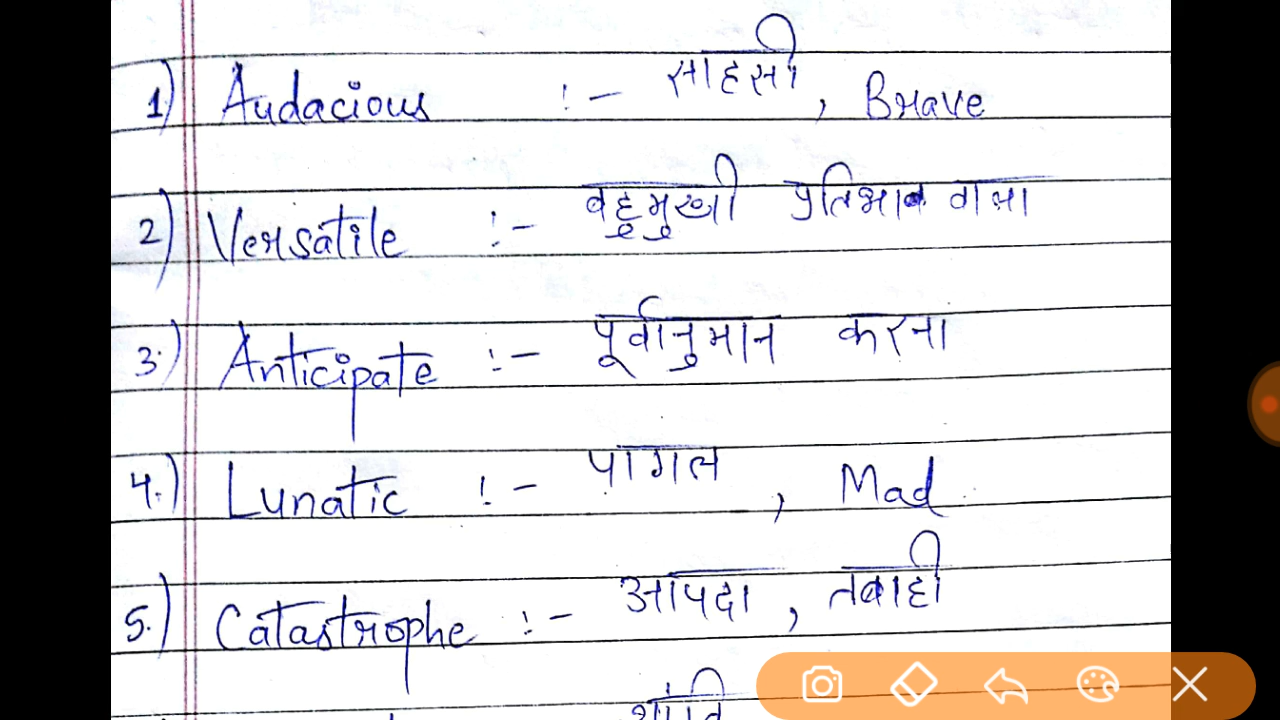 1) Audacious :- साहसी, Brave
2) Versatile :- बहुमुखी प्रतिभा वाला
3.) Anticipate :- पूर्वानुमान करना
4.) Lunatic :- पागल, Mad
5.) Catastrophe :- आपदा, तबाही